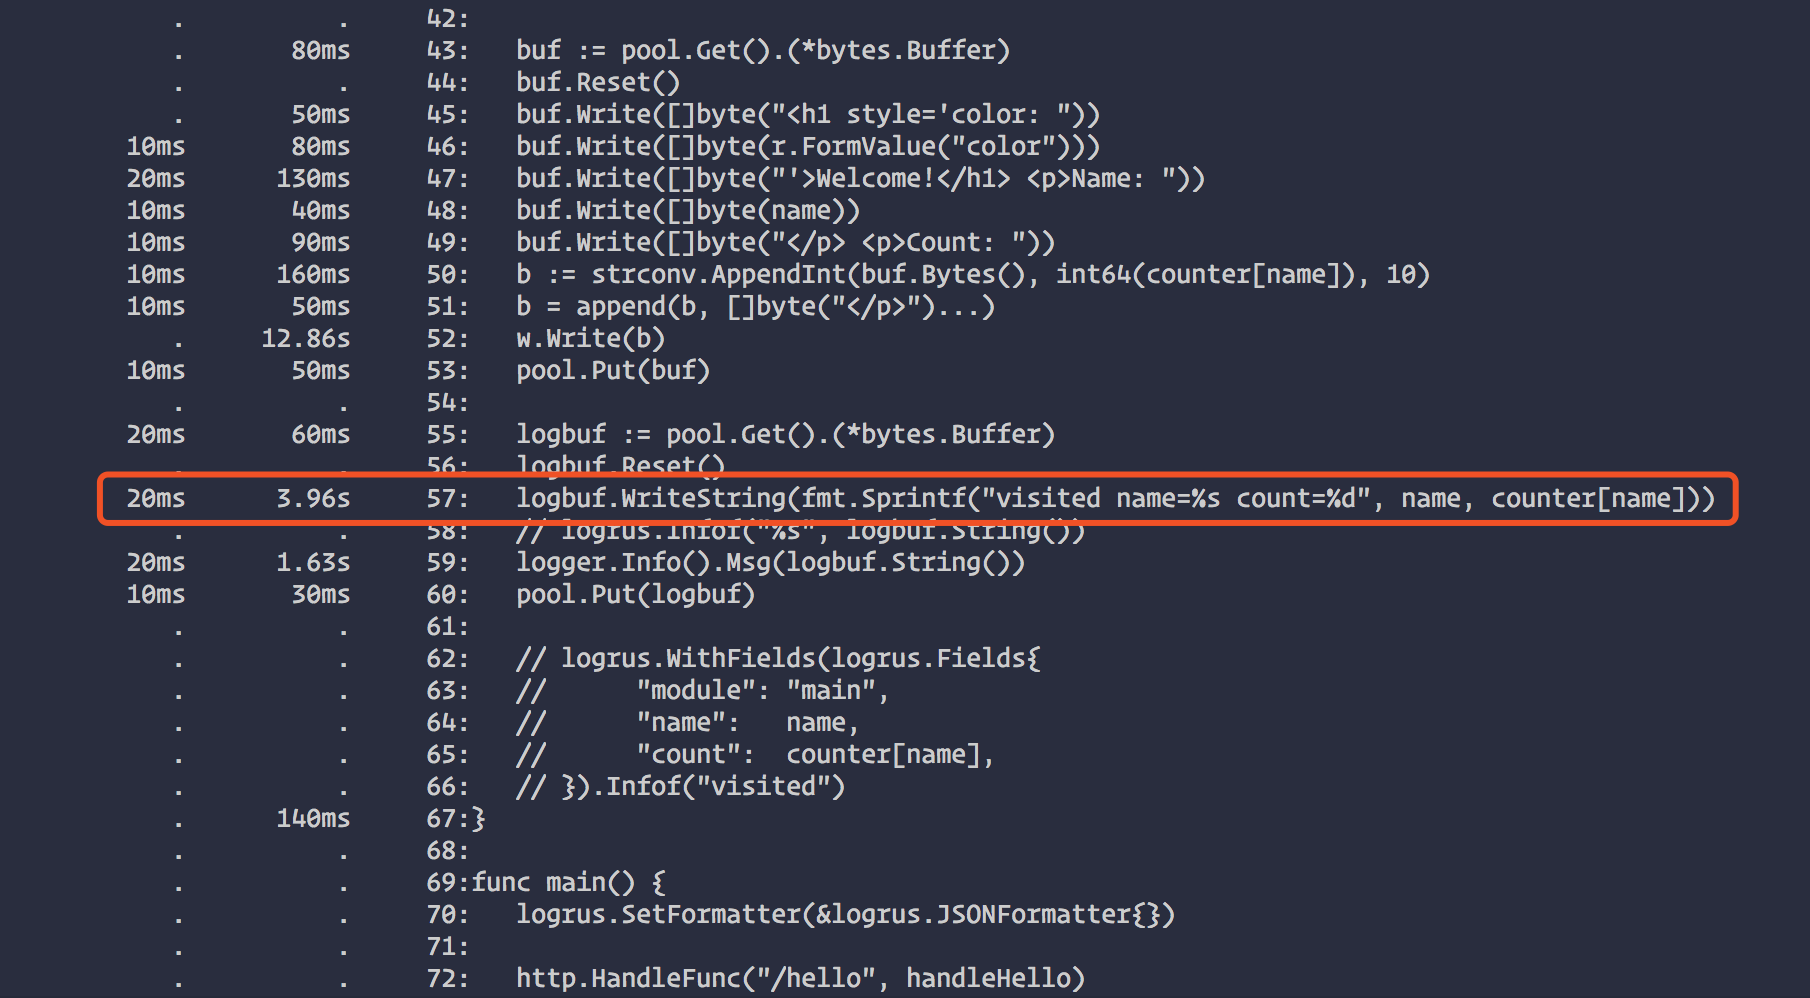 . . 42:
. 80ms 43: buf := pool.Get().(*bytes.Buffer)
. . 44: buf.Reset()
. 50ms 45: buf.Write([]byte("<h1 style='color: "))
10ms 80ms 46: buf.Write([]byte(r.FormValue("color")))
20ms 130ms 47: buf.Write([]byte("'>Welcome!</h1> <p>Name: "))
10ms 40ms 48: buf.Write([]byte(name))
10ms 90ms 49: buf.Write([]byte("</p> <p>Count: "))
10ms 160ms 50: b := strconv.AppendInt(buf.Bytes(), int64(counter[name]), 10)
10ms 50ms 51: b = append(b, []byte("</p>")...)
. 12.86s 52: w.Write(b)
10ms 50ms 53: pool.Put(buf)
. . 54:
20ms 60ms 55: logbuf := pool.Get().(*bytes.Buffer)
. . 56: logbuf.Reset()
20ms 3.96s 57: logbuf.WriteString(fmt.Sprintf("visited name=%s count=%d", name, counter[name]))
. . 58: // logrus.Infof("%s", logbuf.String())
20ms 1.63s 59: logger.Info().Msg(logbuf.String())
10ms 30ms 60: pool.Put(logbuf)
. . 61:
. . 62: // logrus.WithFields(logrus.Fields{
. . 63: // "module": "main",
. . 64: // "name": name,
. . 65: // "count": counter[name],
. . 66: // }).Infof("visited")
. 140ms 67:}
. . 68:
. . 69:func main() {
. . 70: logrus.SetFormatter(&logrus.JSONFormatter{})
. . 71:
. . 72: http.HandleFunc("/hello", handleHello)